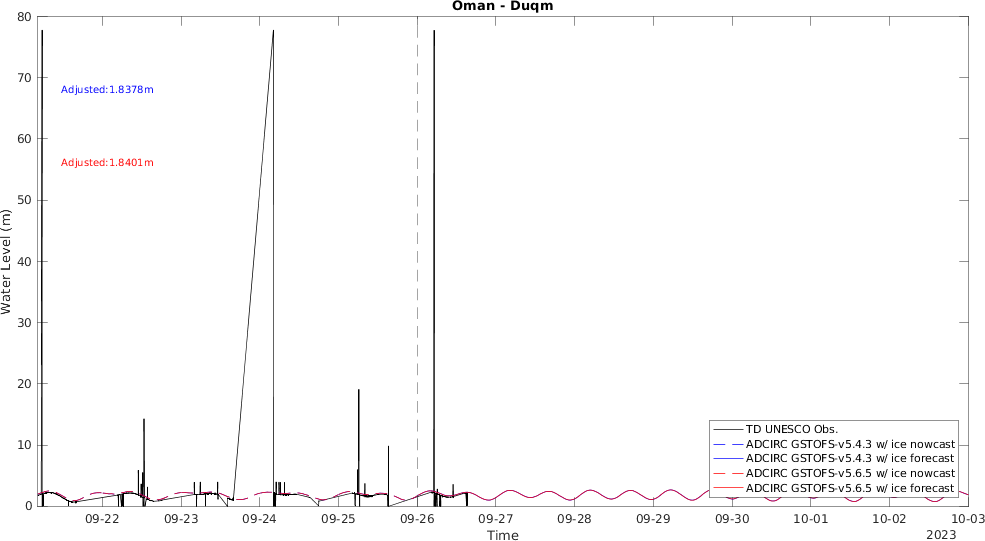 Oman - Duqm
80
70
60
50
40
30
20
10
0
Water Level (m)
Adjusted:1.8378m
Adjusted:1.8401m
TD UNESCO Obs.
ADCIRC GSTOFS-v5.4.3 w/ ice nowcast
ADCIRC GSTOFS-v5.4.3 w/ ice forecast
ADCIRC GSTOFS-v5.6.5 w/ ice nowcast
ADCIRC GSTOFS-v5.6.5 w/ ice forecast
09-22 09-23 09-24 09-25 09-26 09-27 09-28 09-29 09-30 10-01 10-02 10-03
Time
2023